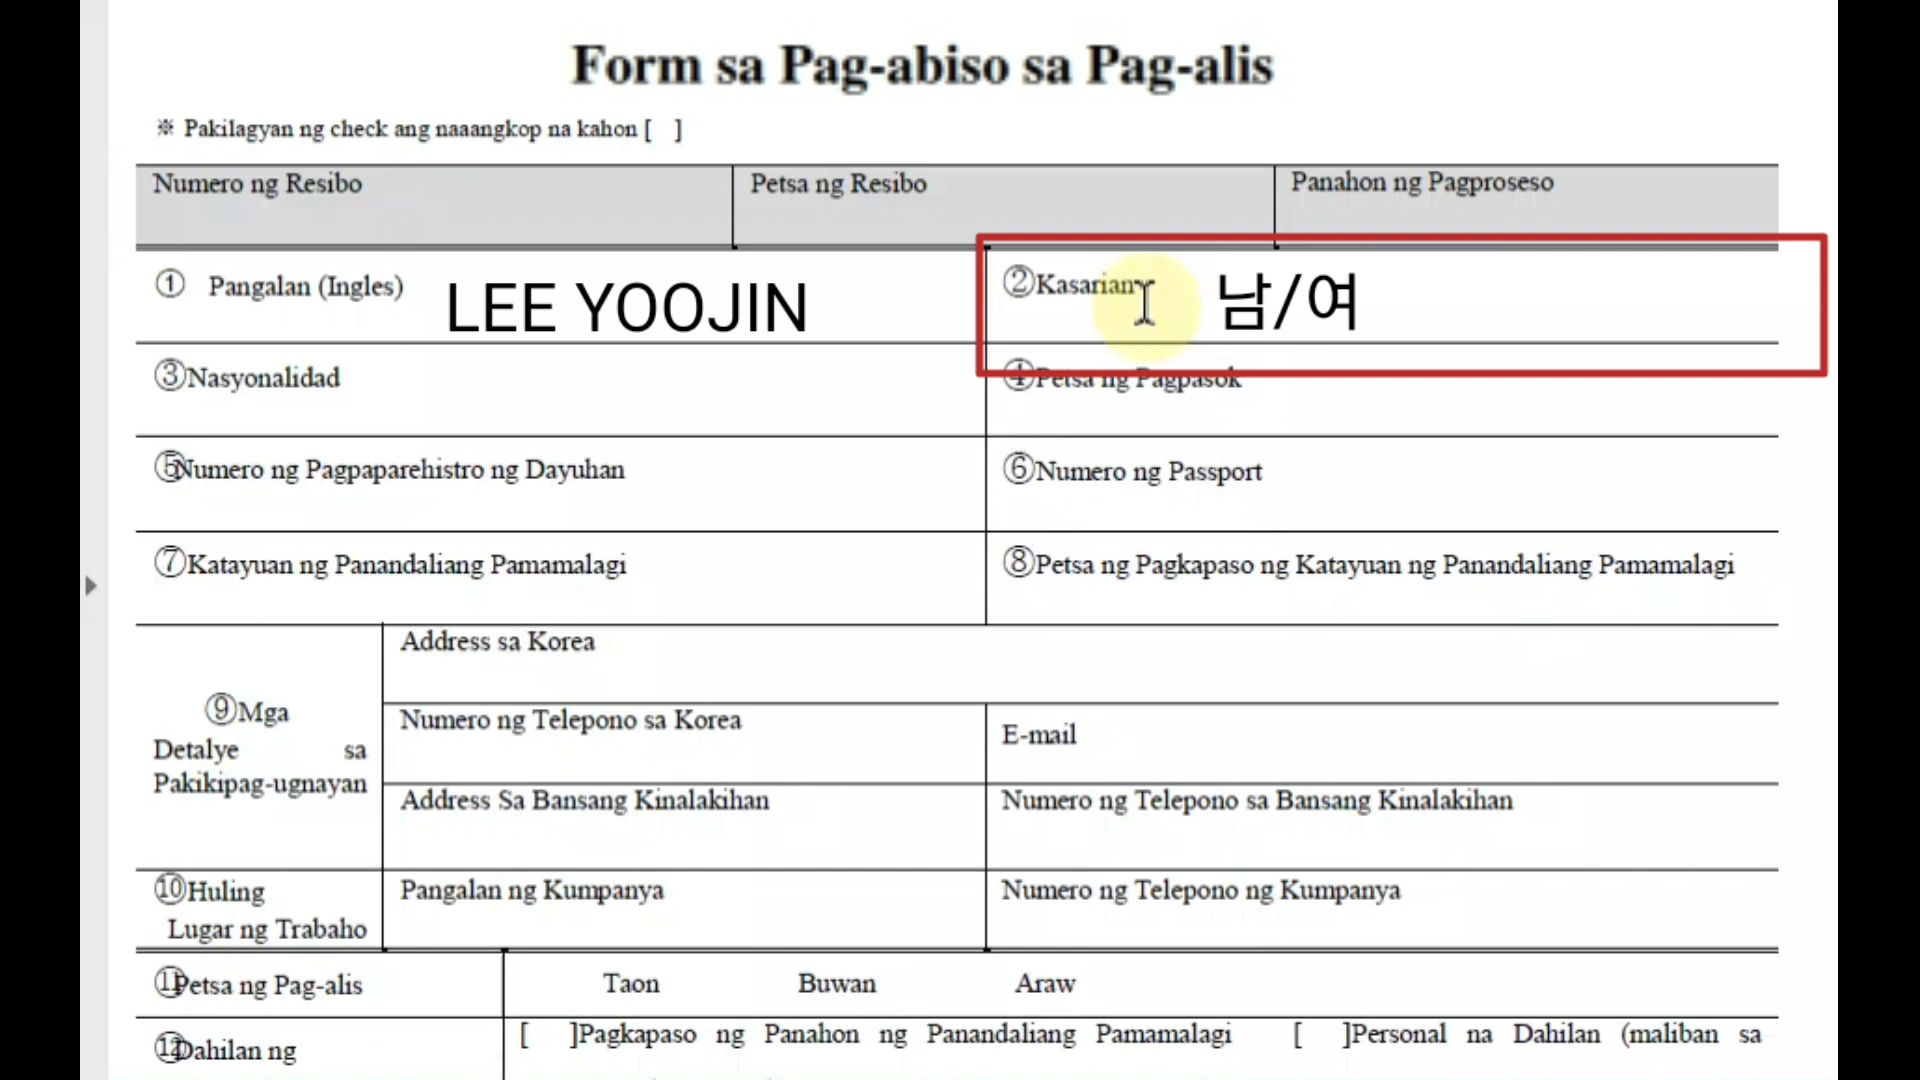 Form sa Pag-abiso sa Pag-alis
※ Pakilagyan ng check ang naaangkop na kahon [ ]
Numero ng Resibo
Petsa ng Resibo
Panahon ng Pagproseso
① Pangalan (Ingles) LEE YOOJIN
②Kasarian 남/여
③Nasyonalidad
④Petsa ng Pagpasok
⑤Numero ng Pagpaparehistro ng Dayuhan
⑥Numero ng Passport
⑦Katayuan ng Panandaliang Pamamalagi
⑧Petsa ng Pagkapaso ng Katayuan ng Panandaliang Pamamalagi
⑨Mga
Detalye sa
Pakikipag-ugnayan
Address sa Korea
Numero ng Telepono sa Korea
E-mail
Address Sa Bansang Kinalakihan
Numero ng Telepono sa Bansang Kinalakihan
⑩Huling
Lugar ng Trabaho
Pangalan ng Kumpanya
Numero ng Telepono ng Kumpanya
⑪Petsa ng Pag-alis
Taon Buwan Araw
⑫Dahilan ng
[ ]Pagkapaso ng Panahon ng Panandaliang Pamamalagi [ ]Personal na Dahilan (maliban sa